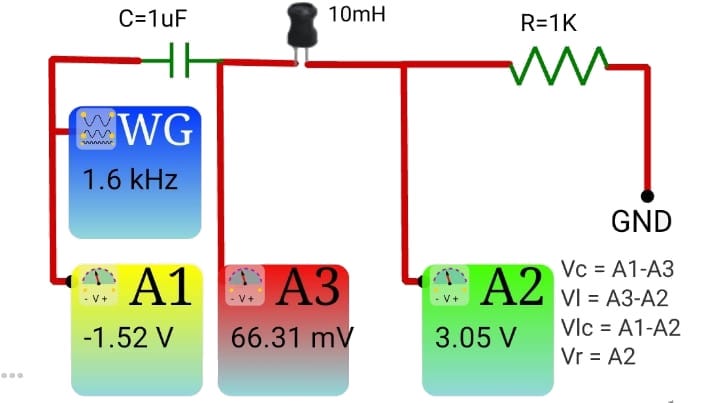 C=1uF
10mH
R=1K
WG
1.6 kHz
GND
- V +
A1
-1.52 V
- V +
A3
66.31 mV
- V +
A2
3.05 V
Vc = A1-A3
Vl = A3-A2
Vlc = A1-A2
Vr = A2